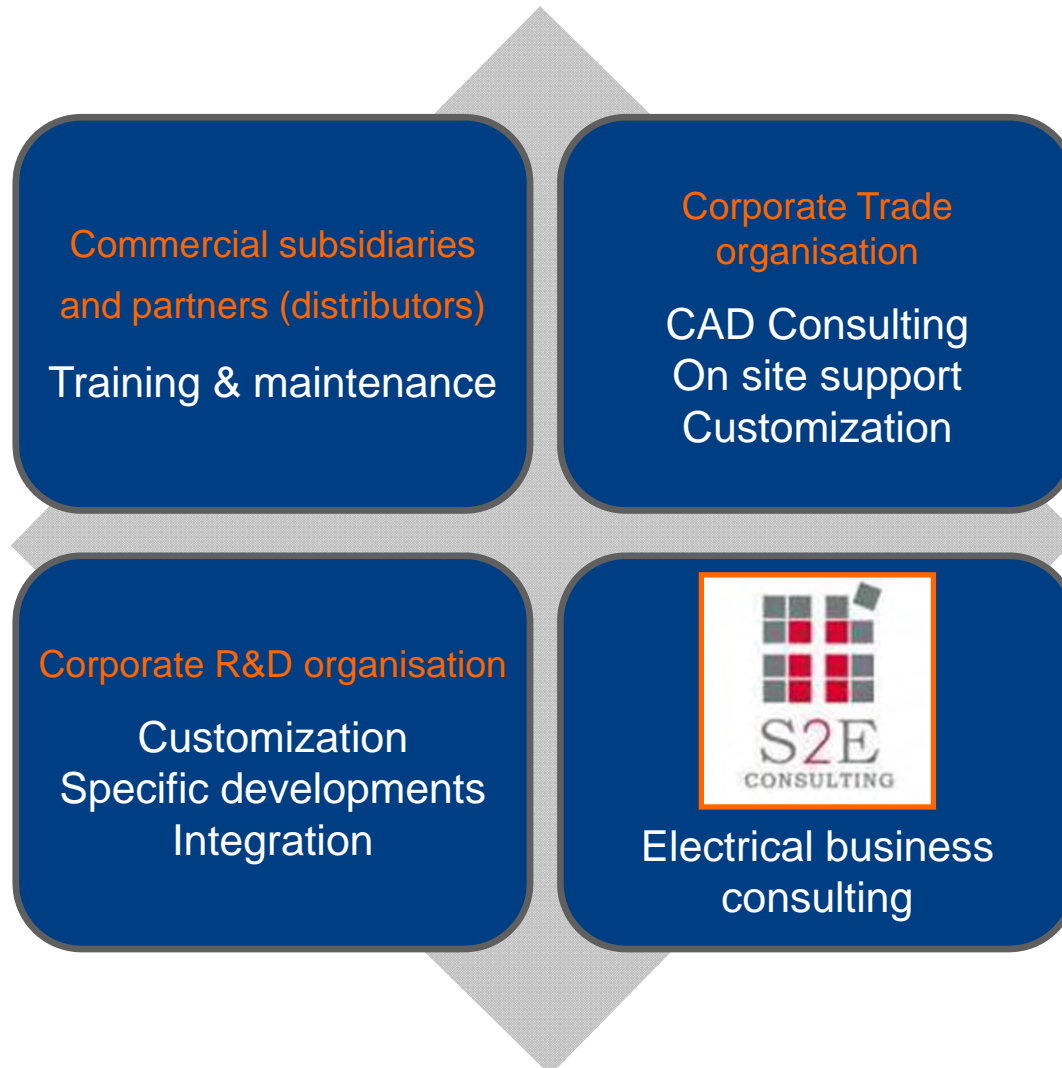 Commercial subsidiaries
and partners (distributors)
Training & maintenance
Corporate Trade
organisation
CAD Consulting
On site support
Customization
Corporate R&D organisation
Customization
Specific developments
Integration
S2E
CONSULTING
Electrical business
consulting